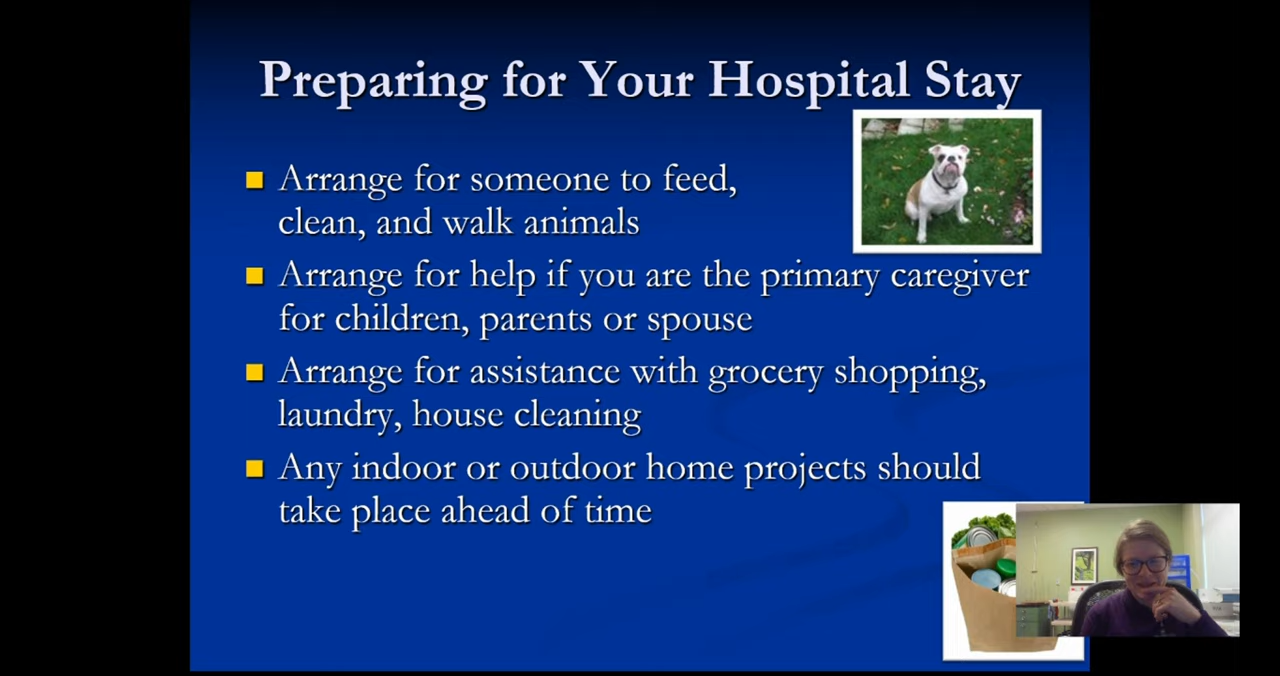 Preparing for Your Hospital Stay
Arrange for someone to feed,
clean, and walk animals
Arrange for help if you are the primary caregiver
for children, parents or spouse
Arrange for assistance with grocery shopping,
laundry, house cleaning
Any indoor or outdoor home projects should
take place ahead of time